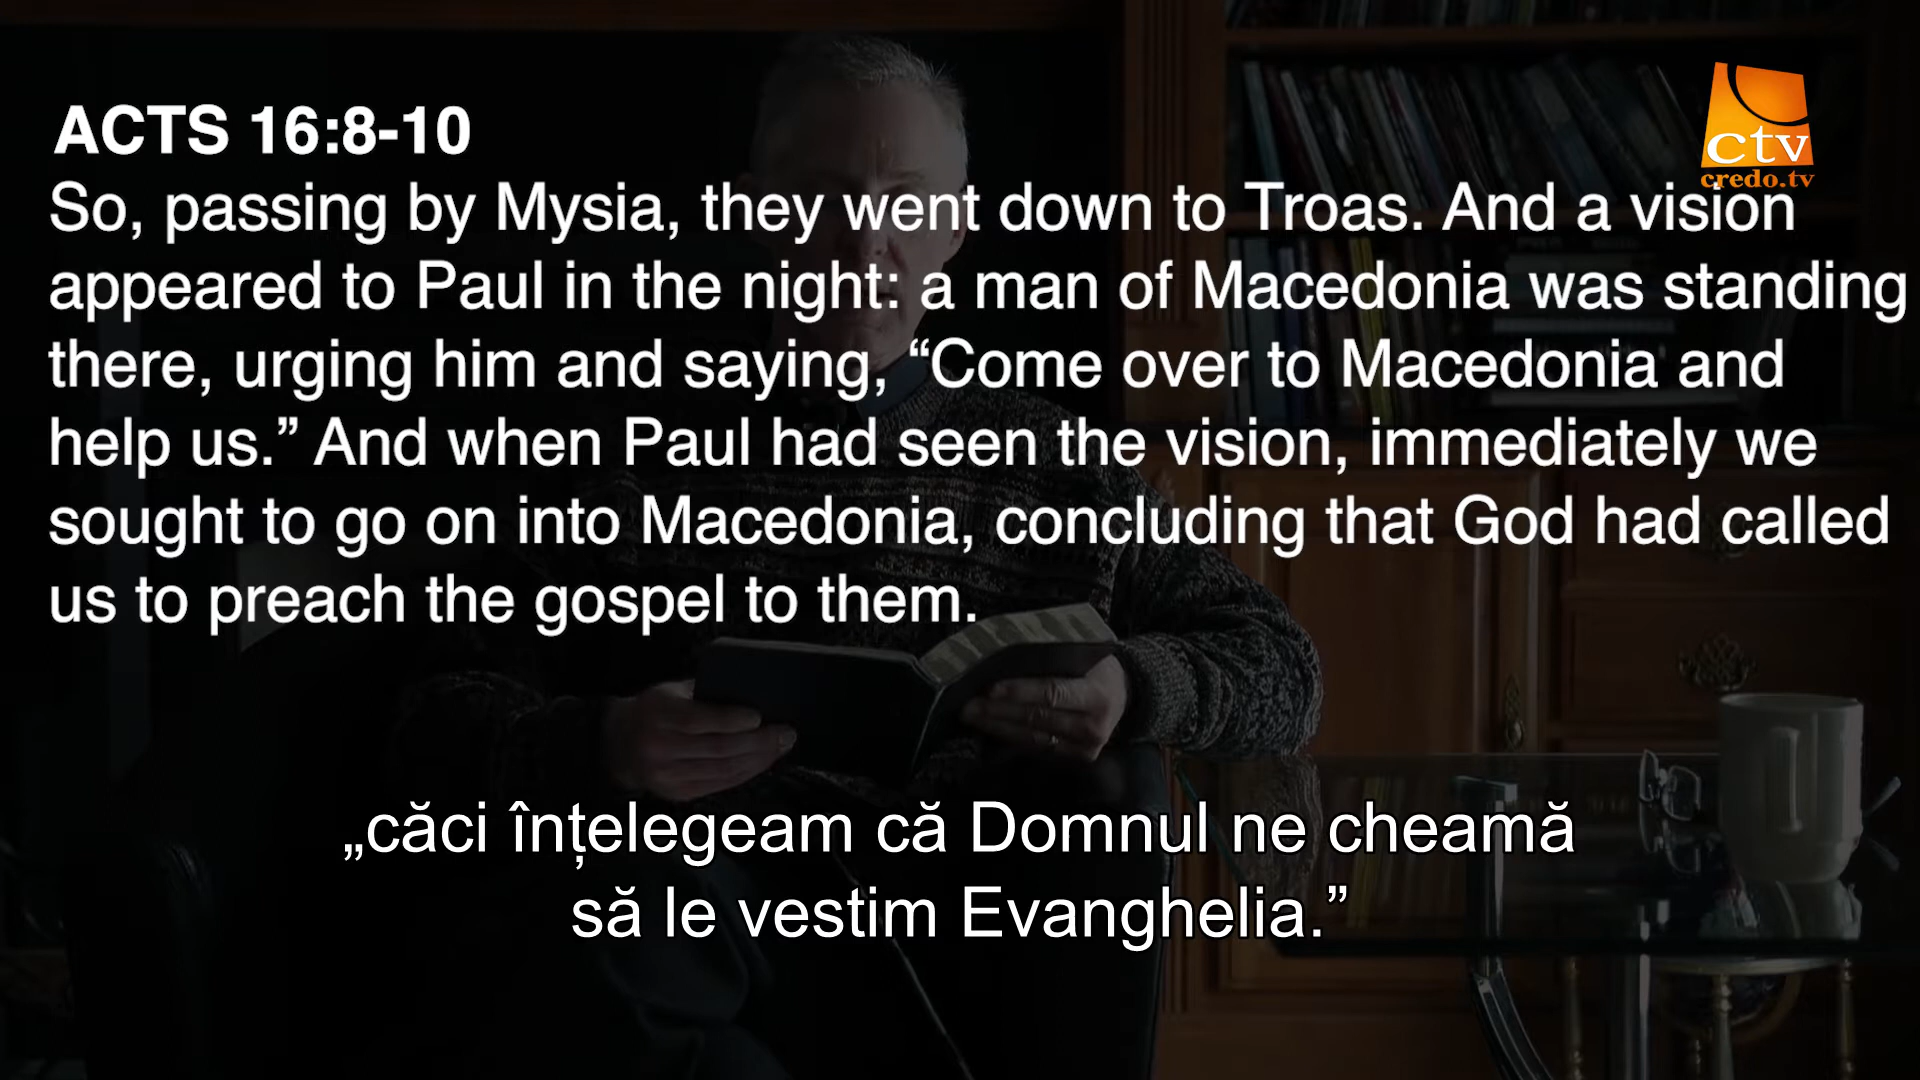 ctv
credo.tv
ACTS 16:8-10
So, passing by Mysia, they went down to Troas. And a vision
appeared to Paul in the night: a man of Macedonia was standing
there, urging him and saying, “Come over to Macedonia and
help us.” And when Paul had seen the vision, immediately we
sought to go on into Macedonia, concluding that God had called
us to preach the gospel to them.
„căci înțelegeam că Domnul ne cheamă
să le vestim Evanghelia.”